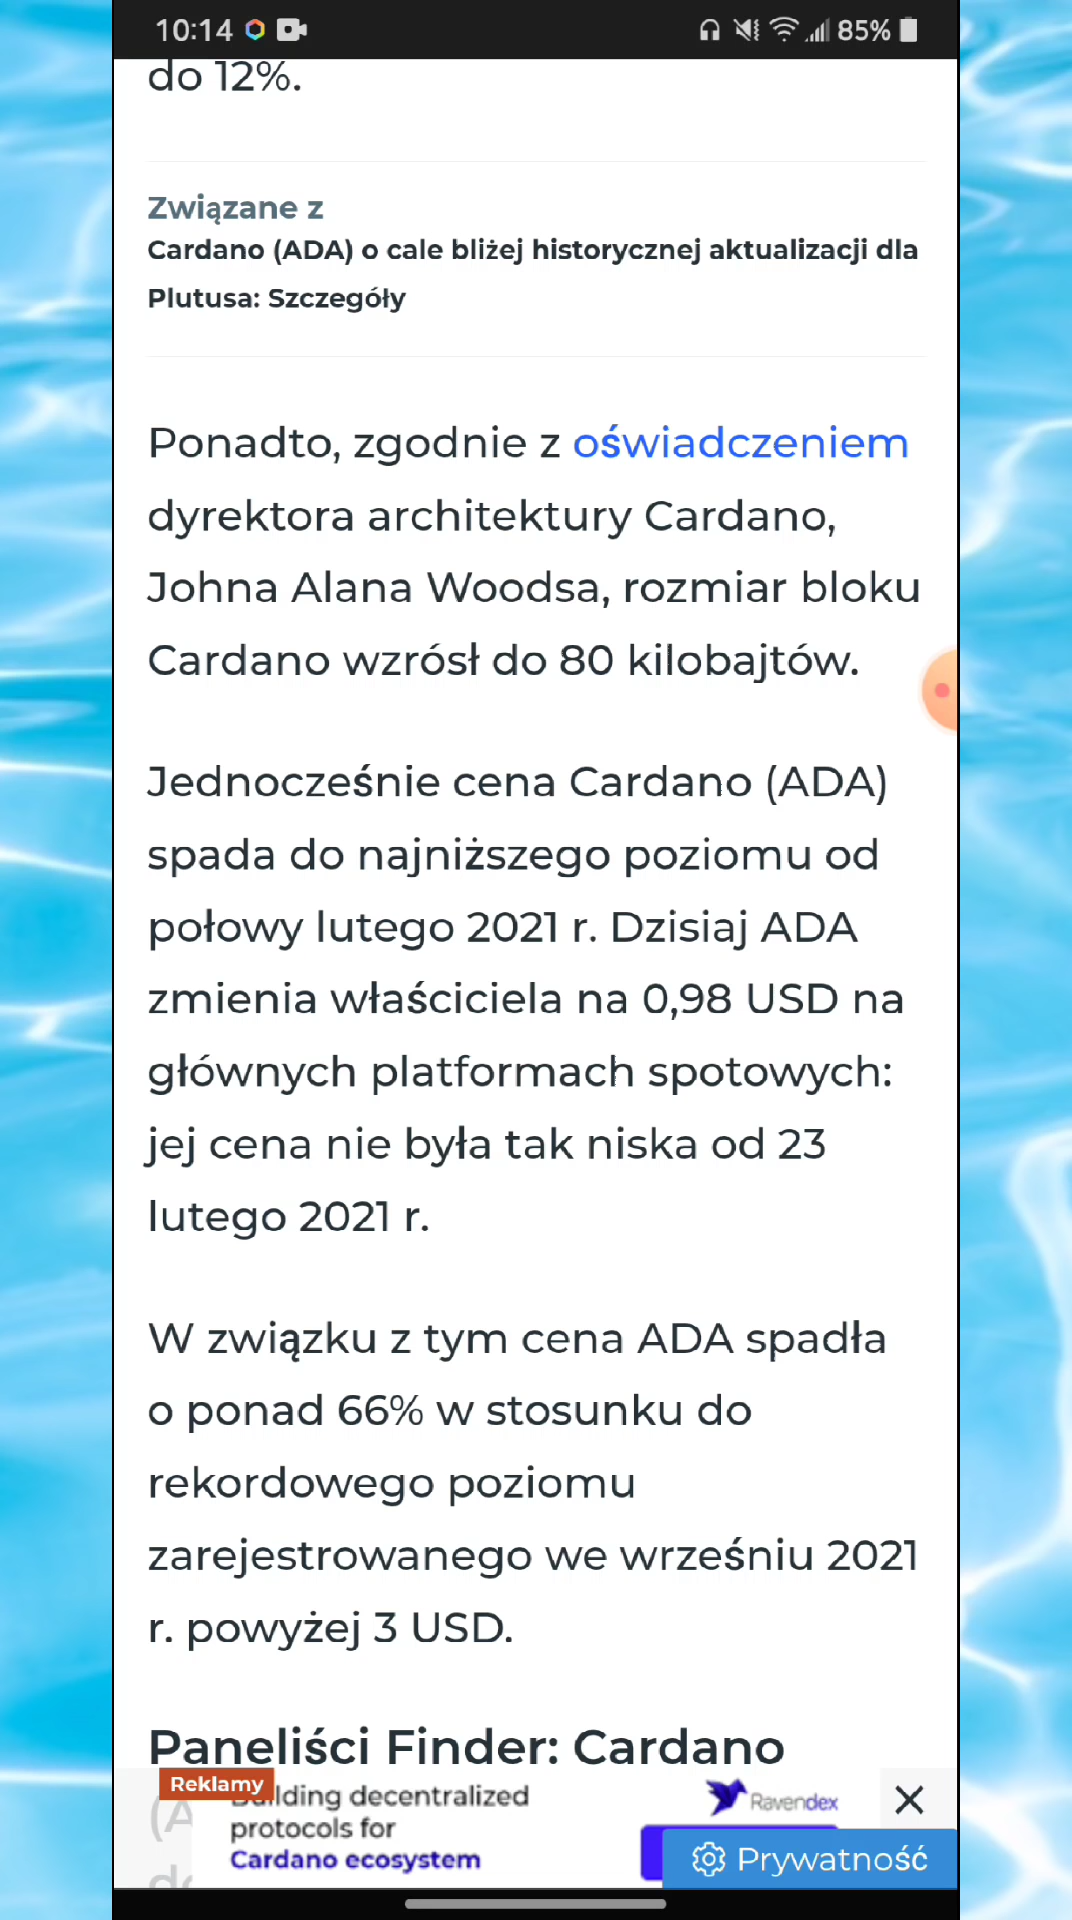 10:14
85%
do 12%.
Związane z
Cardano (ADA) o cale bliżej historycznej aktualizacji dla
Plutusa: Szczegóły
Ponadto, zgodnie z oświadczeniem
dyrektora architektury Cardano,
Johna Alana Woodsa, rozmiar bloku
Cardano wzrósł do 80 kilobajtów.
Jednocześnie cena Cardano (ADA)
spada do najniższego poziomu od
połowy lutego 2021 r. Dzisiaj ADA
zmienia właściciela na 0,98 USD na
głównych platformach spotowych:
jej cena nie była tak niska od 23
lutego 2021 r.
W związku z tym cena ADA spadła
o ponad 66% w stosunku do
rekordowego poziomu
zarejestrowanego we wrześniu 2021
r. powyżej 3 USD.
Paneliści Finder: Cardano
Reklamy
Building decentralized
protocols for
Cardano ecosystem
Ravendex
Prywatność